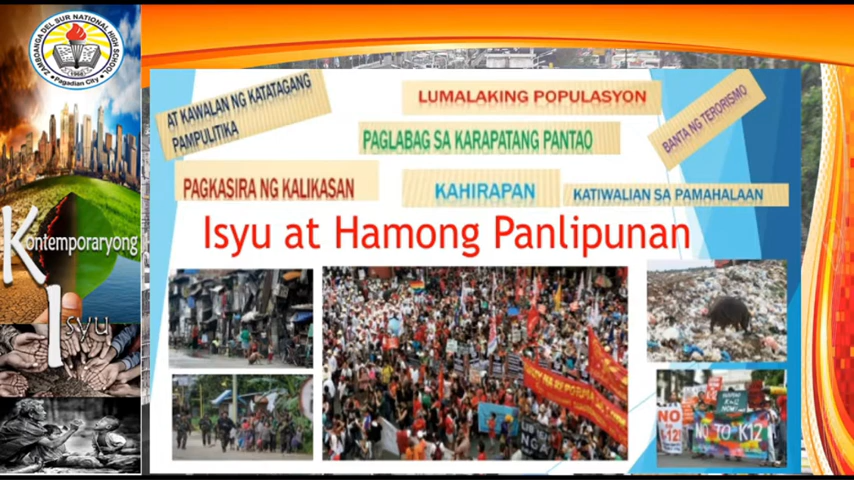 ZAMBOANGA DEL SUR NATIONAL HIGH SCHOOL
Pagadian City
AT KAWALAN NG KATATAGANG
PAMPULITIKA
LUMALAKING POPULASYON
BANTA NG TERORISMO
PAGLABAG SA KARAPATANG PANTAO
PAGKASIRA NG KALIKASAN
KAHIRAPAN
KATIWALIAN SA PAMAHALAAN
Isyu at Hamong Panlipunan
Kontemporaryong
Isyu
NO
K-12
NOW!
NO TO K12